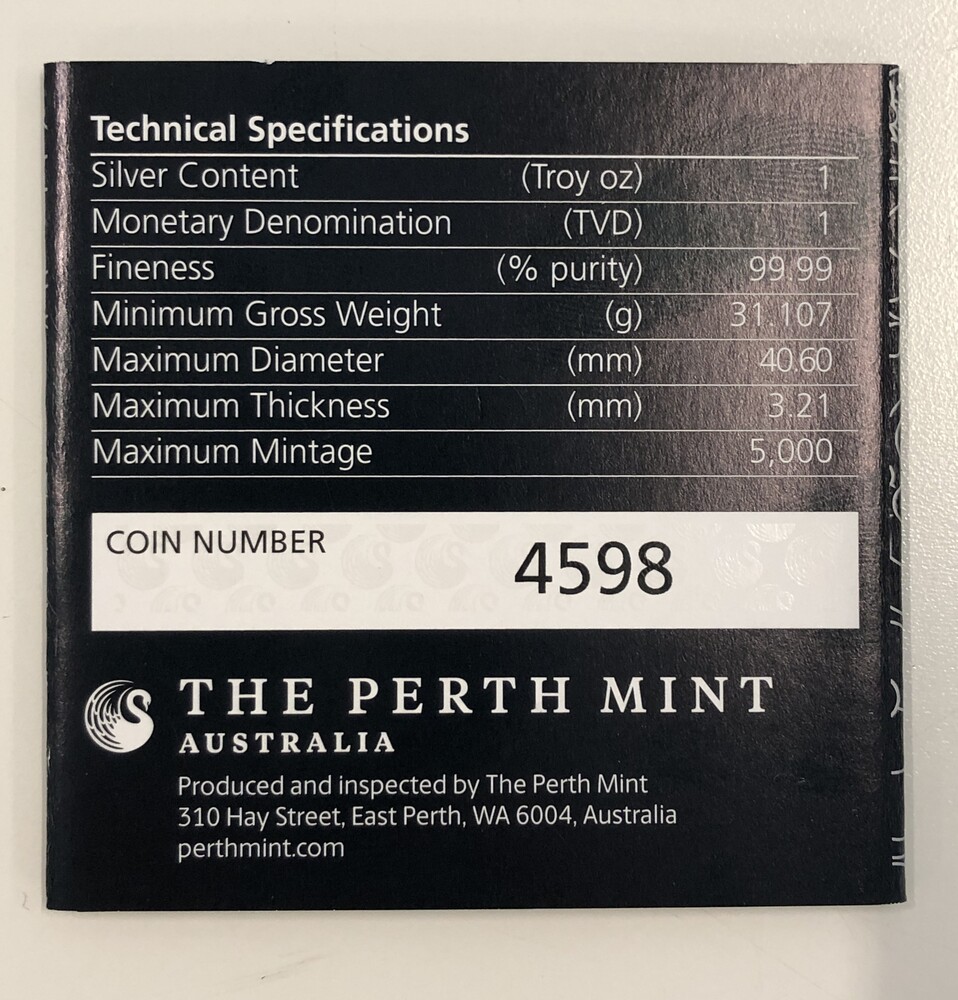 Technical Specifications
Silver Content (Troy oz) 1
Monetary Denomination (TVD) 1
Fineness (% purity) 99.99
Minimum Gross Weight (g) 31.107
Maximum Diameter (mm) 40.60
Maximum Thickness (mm) 3.21
Maximum Mintage 5,000
COIN NUMBER 4598
THE PERTH MINT
AUSTRALIA
Produced and inspected by The Perth Mint
310 Hay Street, East Perth, WA 6004, Australia
perthmint.com